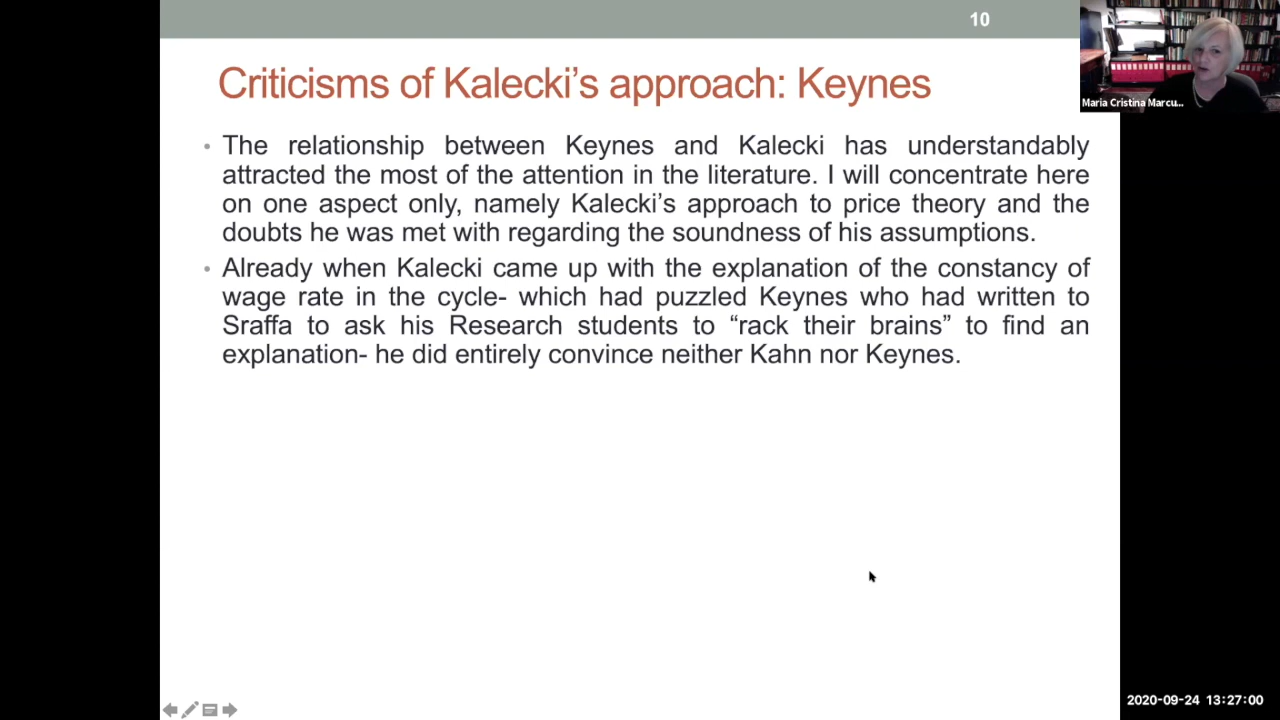 10
Maria Cristina Marcu...
Criticisms of Kalecki’s approach: Keynes
• The relationship between Keynes and Kalecki has understandably
attracted the most of the attention in the literature. I will concentrate here
on one aspect only, namely Kalecki’s approach to price theory and the
doubts he was met with regarding the soundness of his assumptions.
• Already when Kalecki came up with the explanation of the constancy of
wage rate in the cycle- which had puzzled Keynes who had written to
Sraffa to ask his Research students to “rack their brains” to find an
explanation- he did entirely convince neither Kahn nor Keynes.
2020-09-24 13:27:00